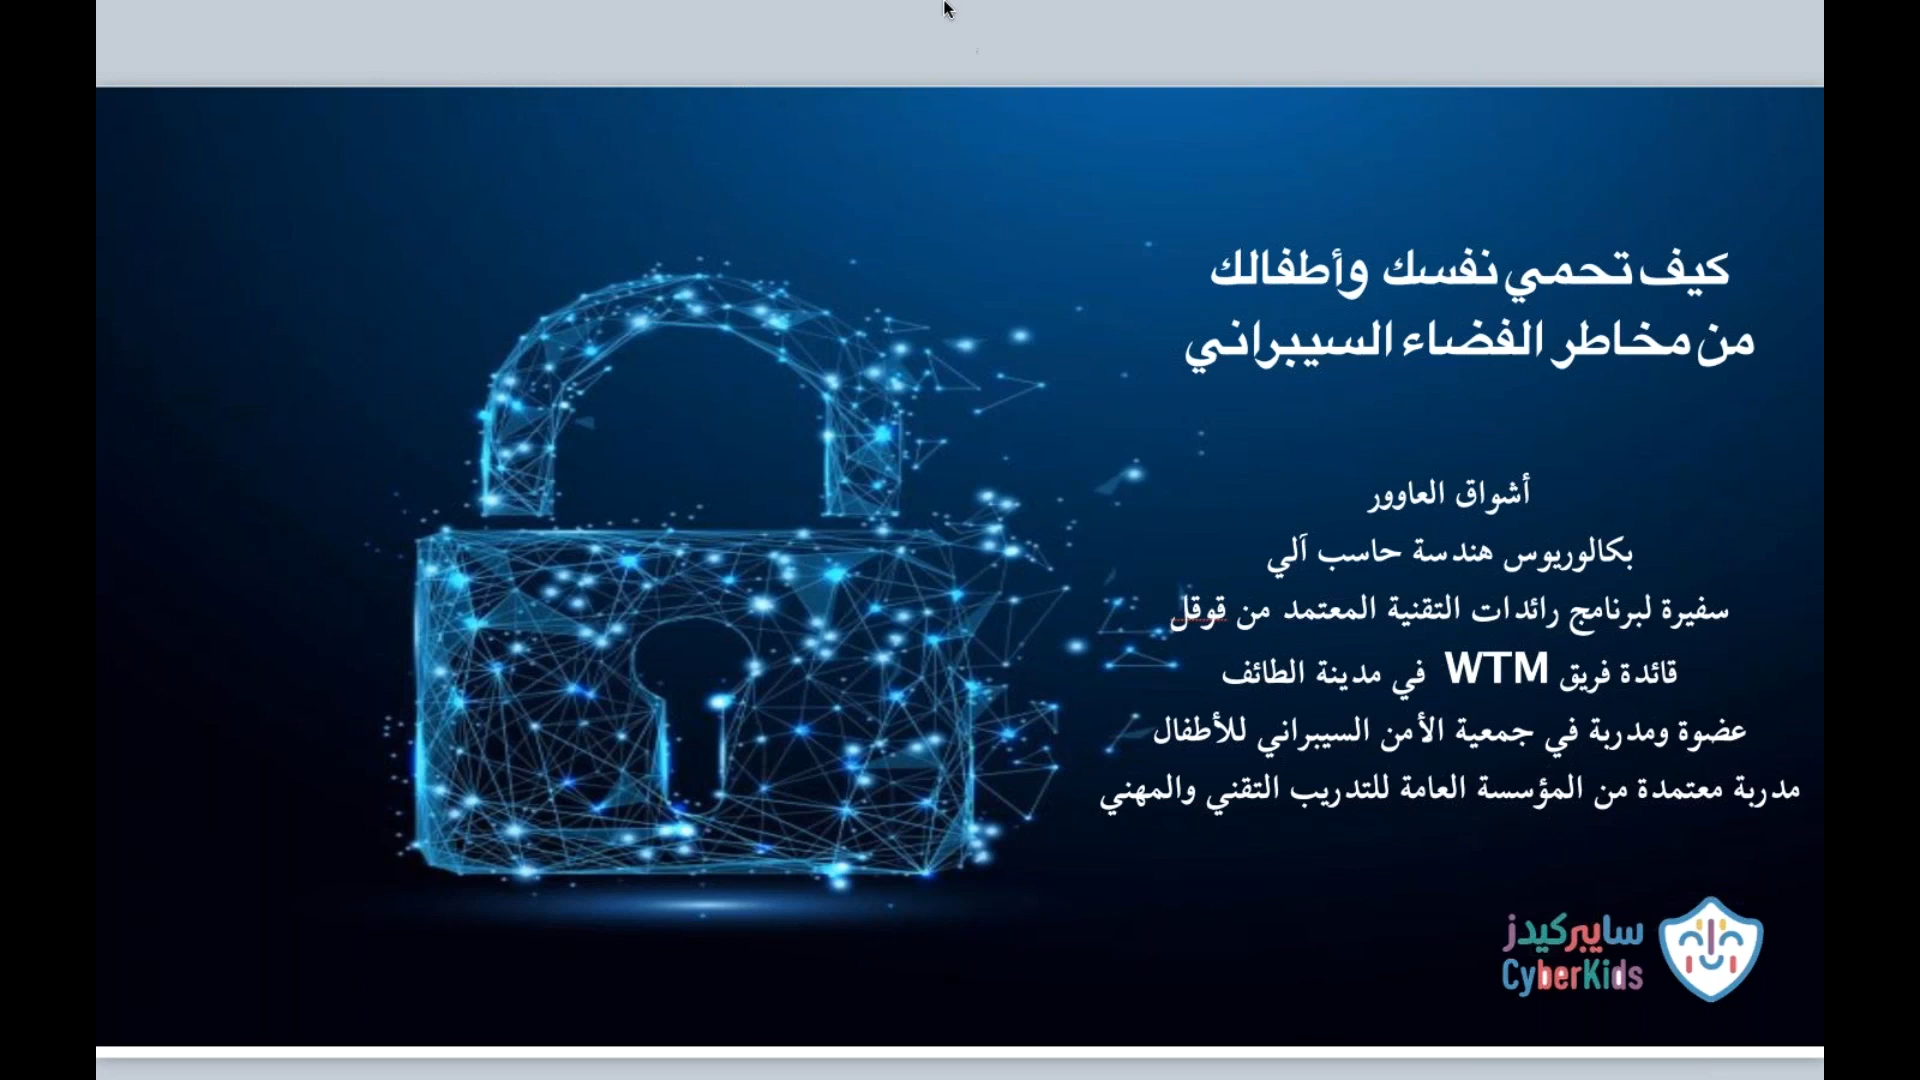 كيف تحمي نفسك وأطفالك
من مخاطر الفضاء السيبراني
أشواق العاوور
بكالوريوس هندسة حاسب آلي
سفيرة لبرنامج رائدات التقنية المعتمد من قوقل
قائدة فريق WTM في مدينة الطائف
عضوة ومدربة في جمعية الأمن السيبراني للأطفال
مدربة معتمدة من المؤسسة العامة للتدريب التقني والمهني
سايبركيدز
CyberKids